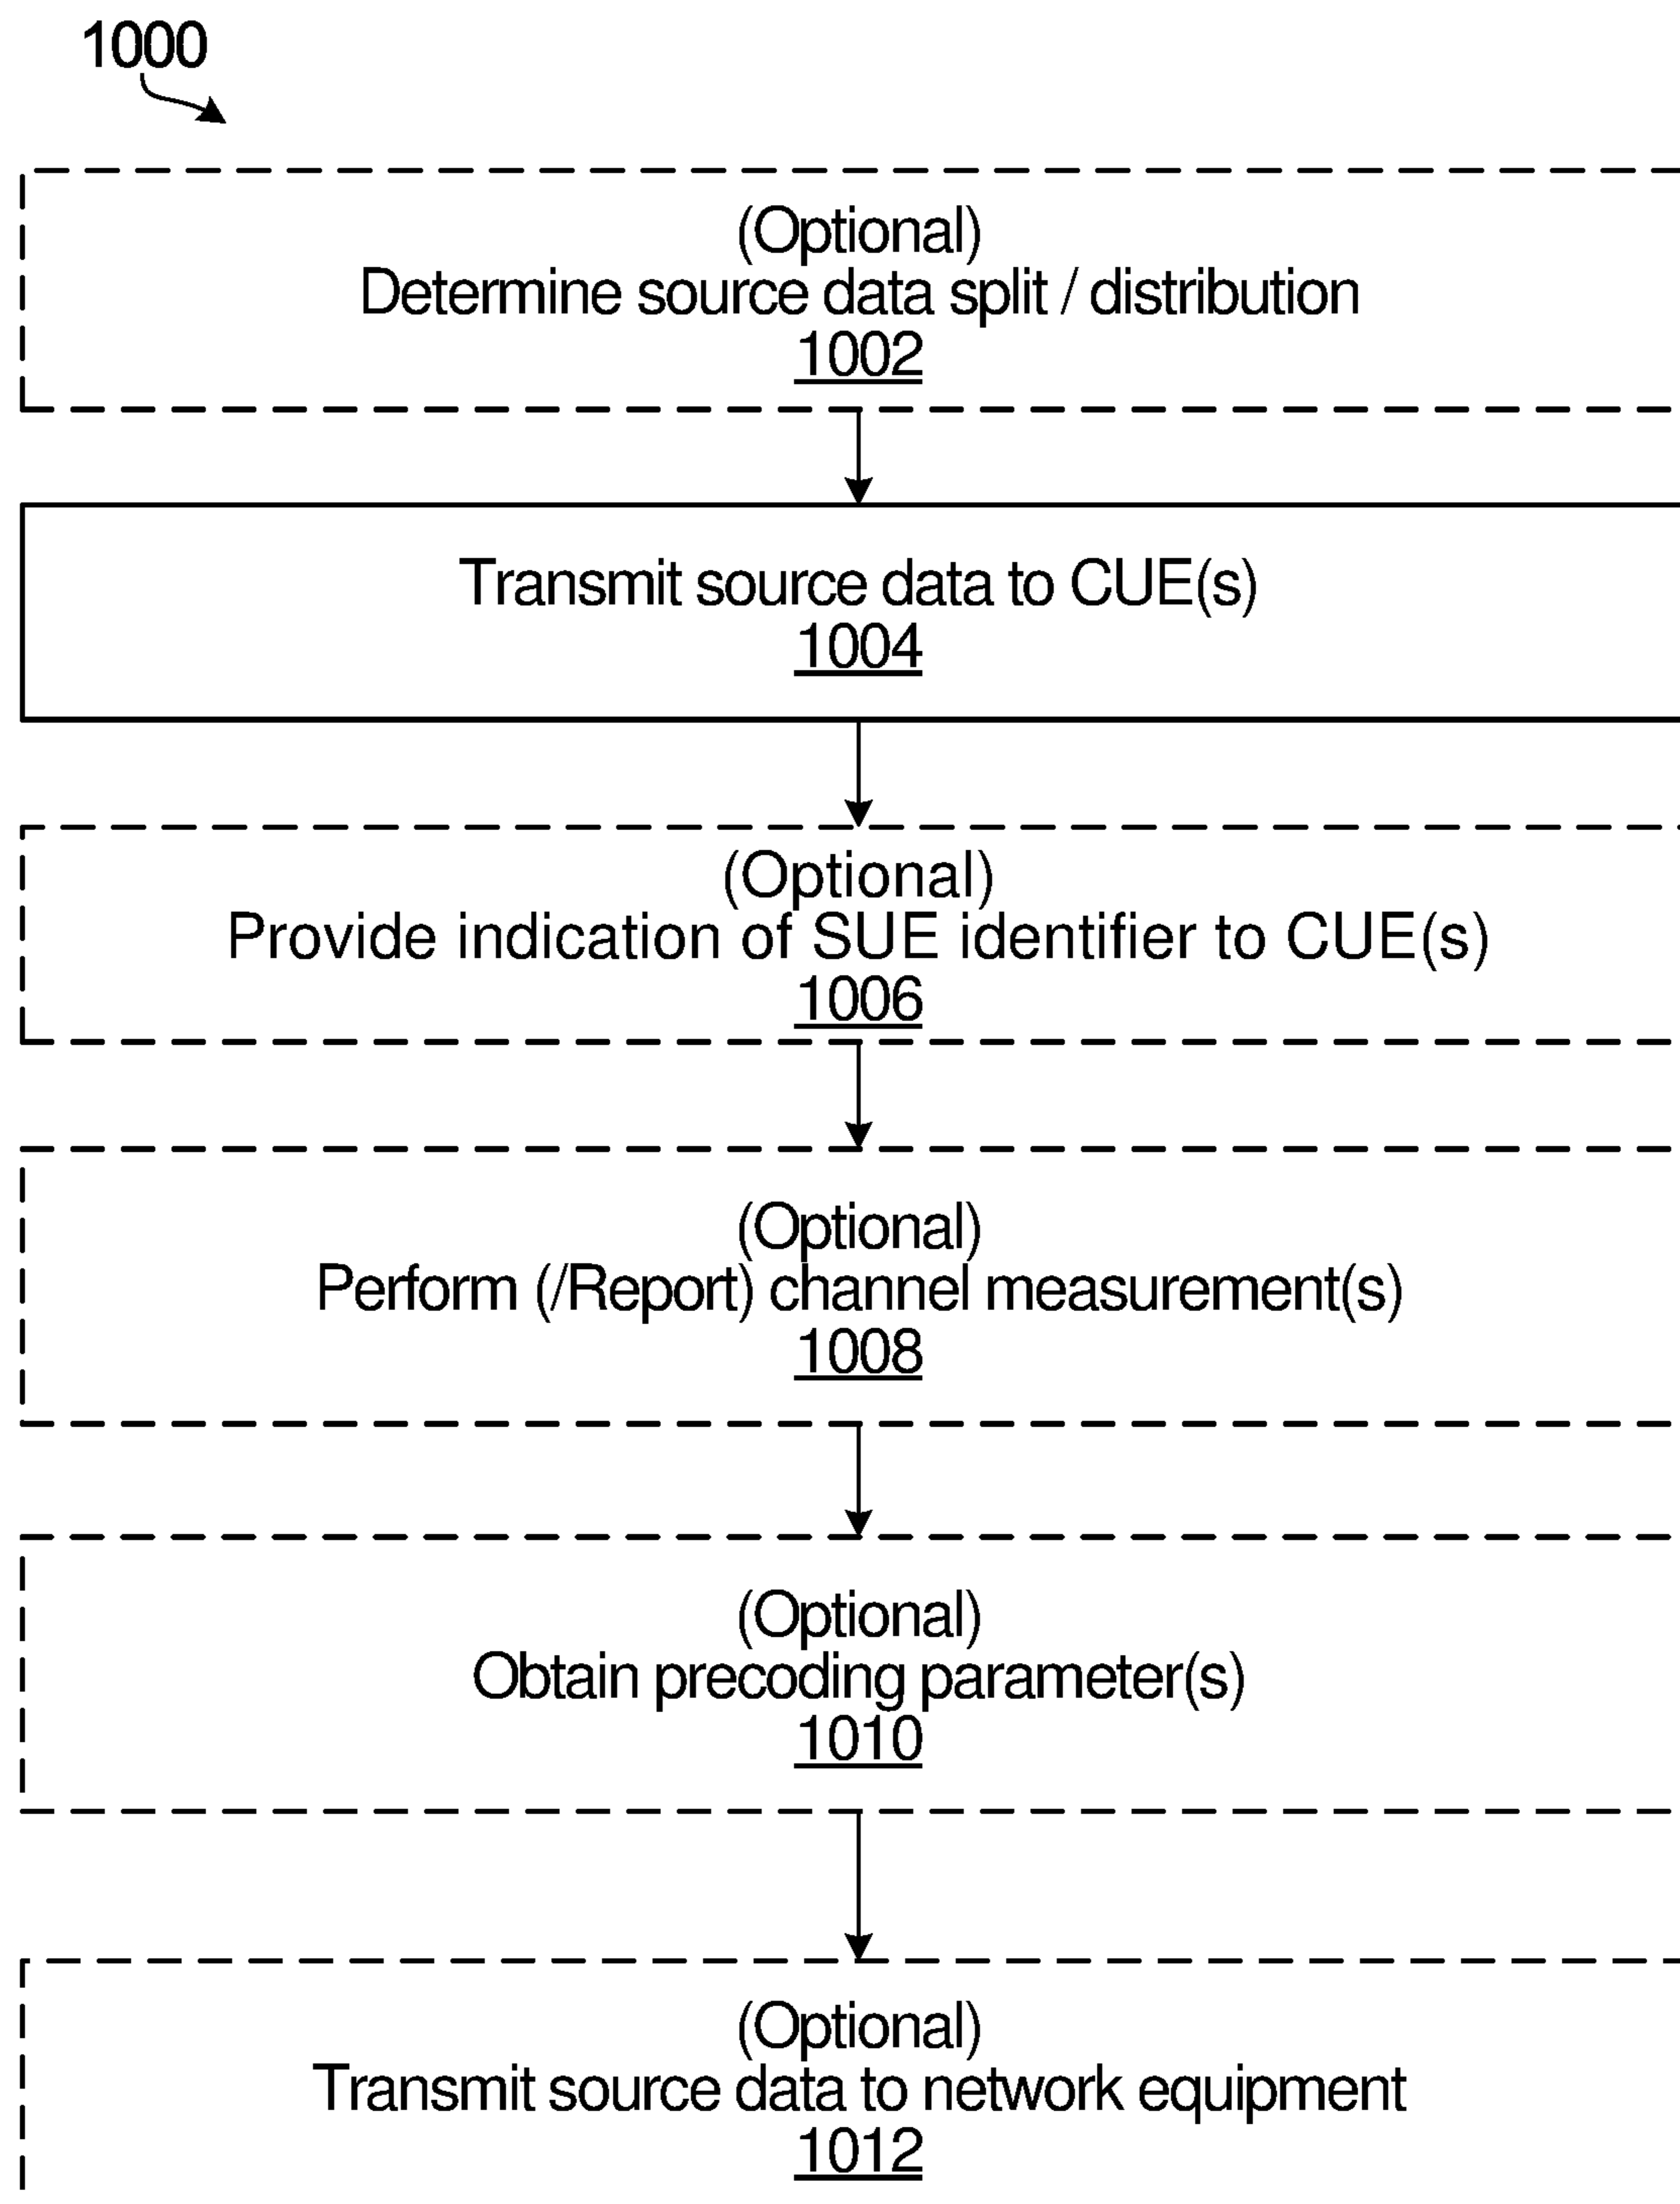 1000
(Optional)
Determine source data split / distribution
1002
Transmit source data to CUE(s)
1004
(Optional)
Provide indication of SUE identifier to CUE(s)
1006
(Optional)
Perform (/Report) channel measurement(s)
1008
(Optional)
Obtain precoding parameter(s)
1010
(Optional)
Transmit source data to network equipment
1012